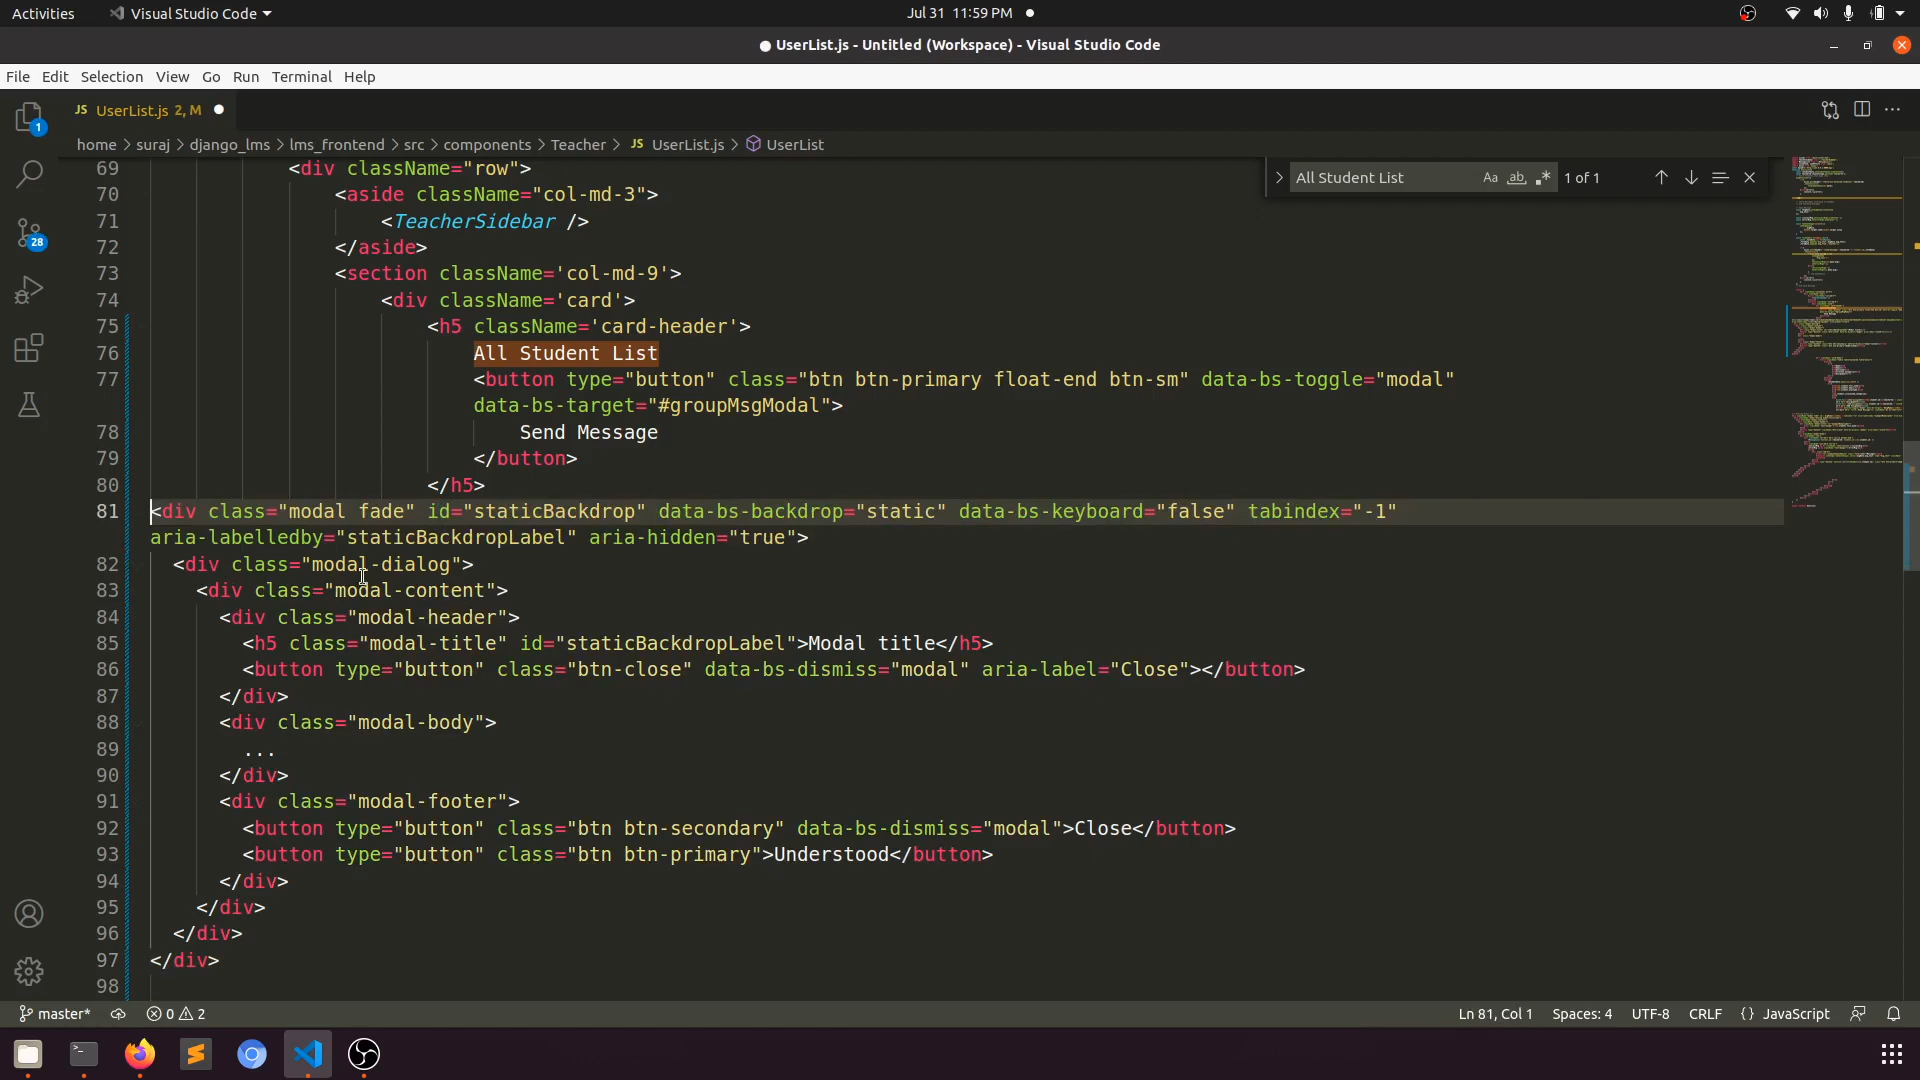 Activities Visual Studio Code Jul 31 11:59 PM
UserList.js - Untitled (Workspace) - Visual Studio Code
File Edit Selection View Go Run Terminal Help
JS UserList.js 2, M
home > suraj > django_lms > lms_frontend > src > components > Teacher > JS UserList.js > UserList
All Student List Aa ab .* 1 of 1
1
28
69 <div className="row">
70 <aside className="col-md-3">
71 <TeacherSidebar />
72 </aside>
73 <section className='col-md-9'>
74 <div className='card'>
75 <h5 className='card-header'>
76 All Student List
77 <button type="button" class="btn btn-primary float-end btn-sm" data-bs-toggle="modal"
data-bs-target="#groupMsgModal">
78 Send Message
79 </button>
80 </h5>
81 <div class="modal fade" id="staticBackdrop" data-bs-backdrop="static" data-bs-keyboard="false" tabindex="-1"
aria-labelledby="staticBackdropLabel" aria-hidden="true">
82 <div class="modal-dialog">
83 <div class="modal-content">
84 <div class="modal-header">
85 <h5 class="modal-title" id="staticBackdropLabel">Modal title</h5>
86 <button type="button" class="btn-close" data-bs-dismiss="modal" aria-label="Close"></button>
87 </div>
88 <div class="modal-body">
89 ...
90 </div>
91 <div class="modal-footer">
92 <button type="button" class="btn btn-secondary" data-bs-dismiss="modal">Close</button>
93 <button type="button" class="btn btn-primary">Understood</button>
94 </div>
95 </div>
96 </div>
97 </div>
98
master* 0 2 Ln 81, Col 1 Spaces: 4 UTF-8 CRLF {} JavaScript